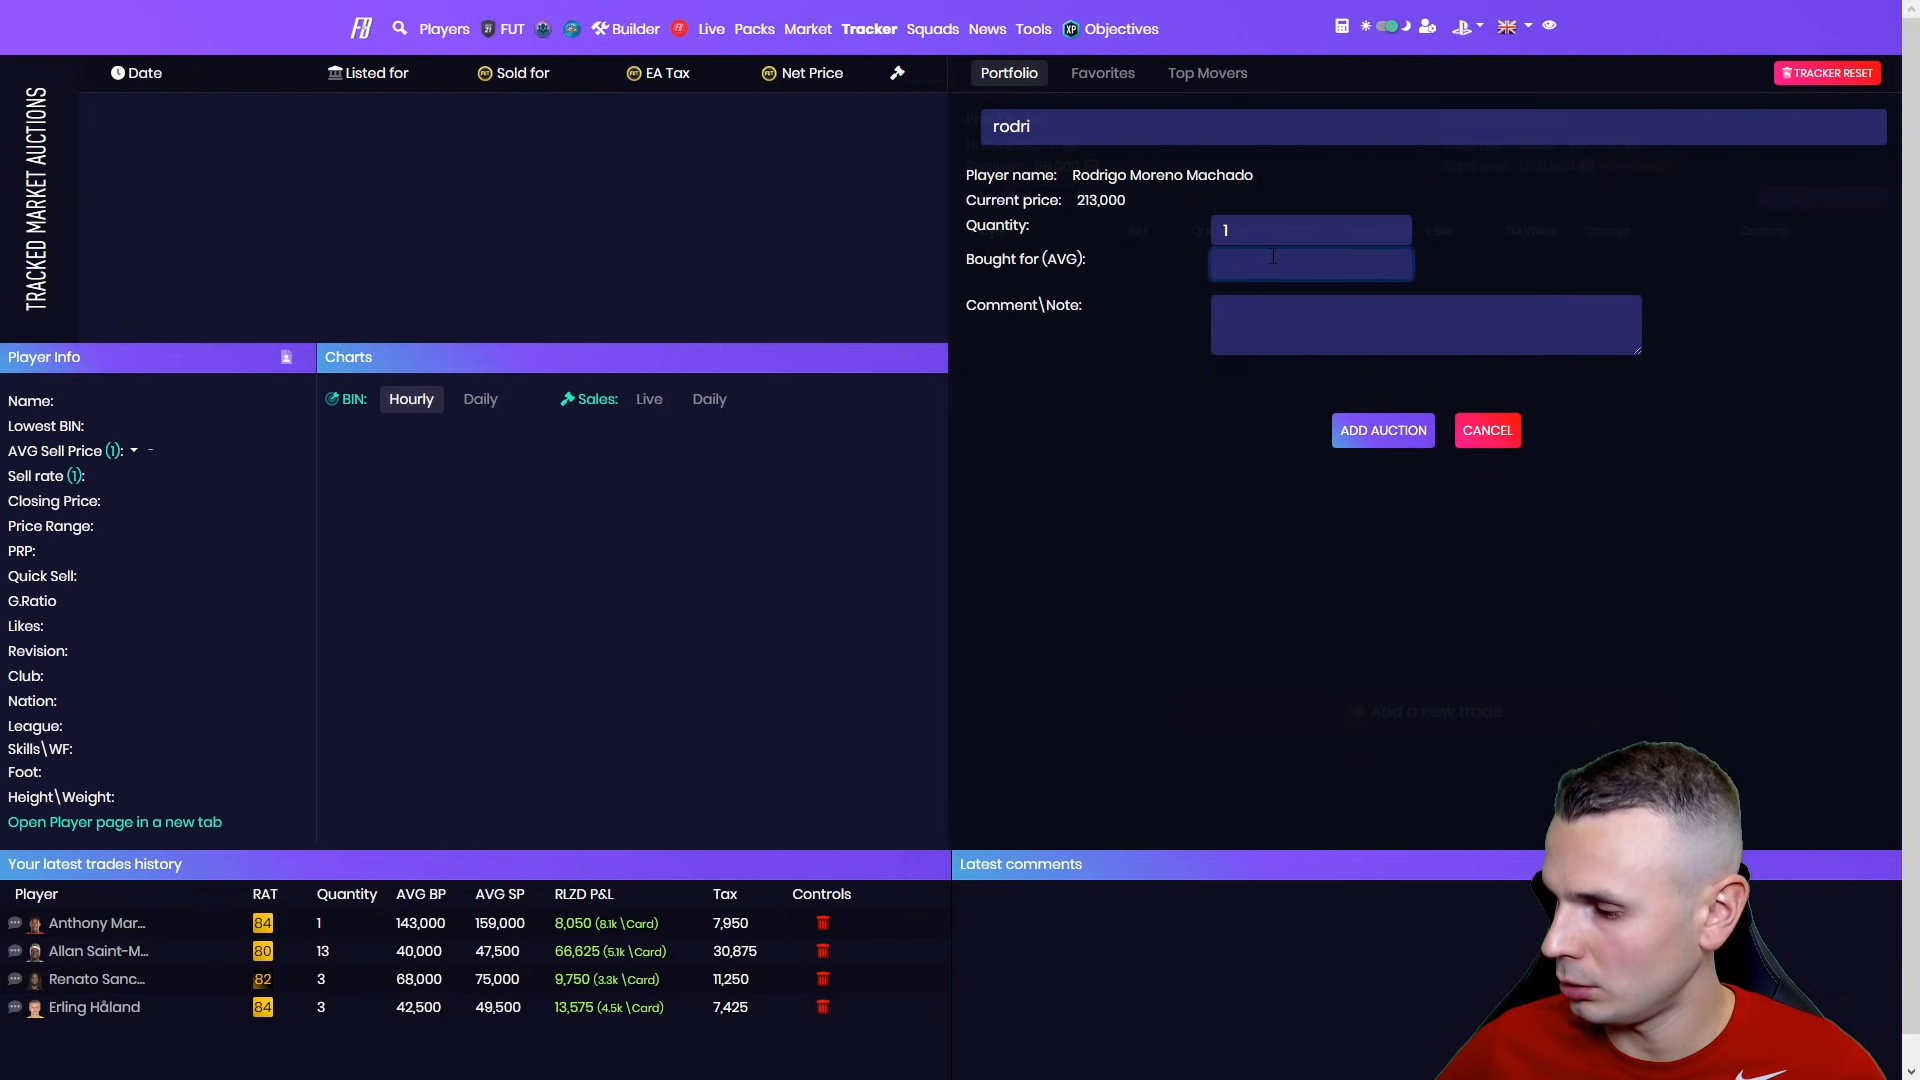 Players FUT Builder Live Packs Market Tracker Squads News Tools Objectives
TRACKED MARKET AUCTIONS
Date Listed for Sold for EA Tax Net Price
Portfolio Favorites Top Movers TRACKER RESET
rodri
Player name: Rodrigo Moreno Machado
Current price: 213,000
Quantity: 1
Bought for (AVG):
Comment\Note:
ADD AUCTION CANCEL
Add a new trade
Player Info
Name:
Lowest BIN:
AVG Sell Price (1): -
Sell rate (1):
Closing Price:
Price Range:
PRP:
Quick Sell:
G.Ratio
Likes:
Revision:
Club:
Nation:
League:
Skills\WF:
Foot:
Height\Weight:
Open Player page in a new tab
Charts
BIN: Hourly Daily Sales: Live Daily
Your latest trades history
Player RAT Quantity AVG BP AVG SP RLZD P&L Tax Controls
Anthony Mar... 84 1 143,000 159,000 8,050 (8.1k \Card) 7,950
Allan Saint-M... 80 13 40,000 47,500 66,625 (5.1k \Card) 30,875
Renato Sanc... 82 3 68,000 75,000 9,750 (3.3k \Card) 11,250
Erling Håland 84 3 42,500 49,500 13,575 (4.5k \Card) 7,425
Latest comments